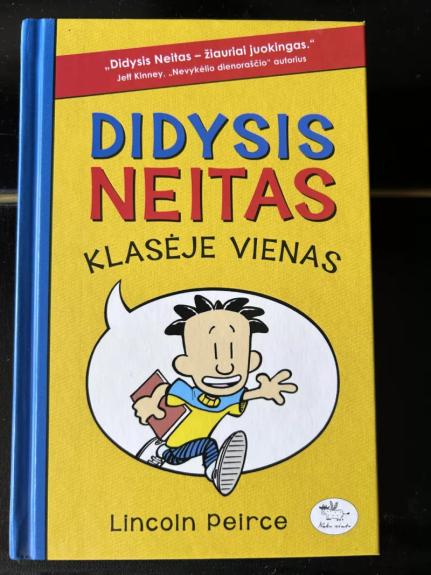 „Didysis Neitas – žiauriai juokingas.“
Jeff Kinney, „Nevykėlio dienoraščio“ autorius
DIDYSIS
NEITAS
KLASĖJE VIENAS
Lincoln Peirce